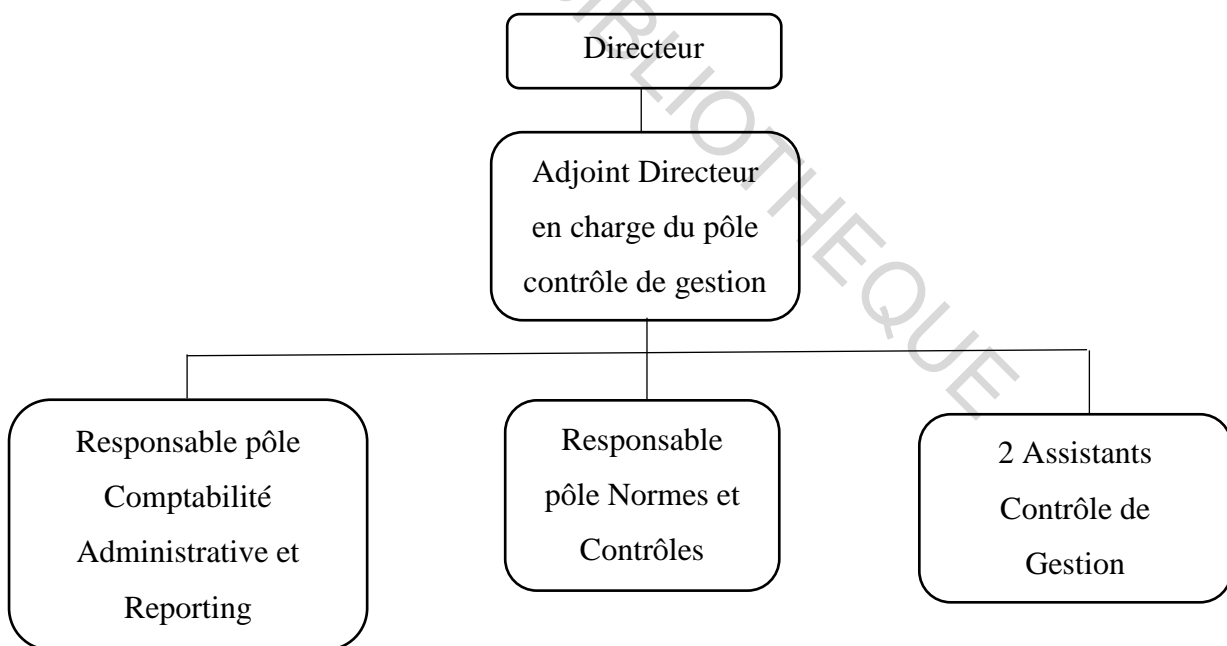 Directeur
Adjoint Directeur
en charge du pôle
contrôle de gestion
Responsable pôle
Comptabilité
Administrative et
Reporting
Responsable
pôle Normes et
Contrôles
2 Assistants
Contrôle de
Gestion
BIBLIOTHEQUE